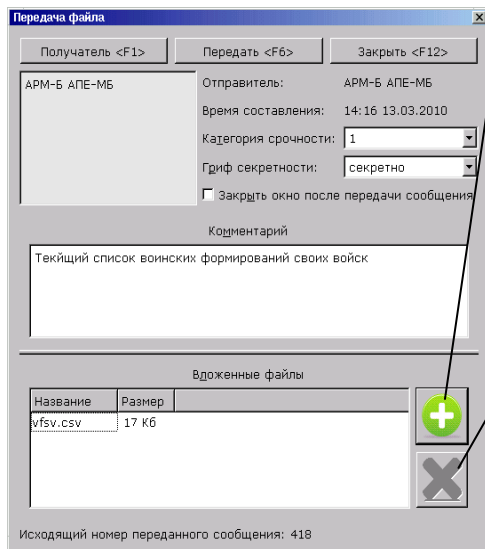 Передача файла
Получатель <F1>
Передать <F6>
Закрыть <F12>
АРМ-Б АПЕ-МБ
Отправитель: АРМ-Б АПЕ-МБ
Время составления: 14:16 13.03.2010
Категория срочности: 1
Гриф секретности: секретно
Закрыть окно после передачи сообщения
Комментарий
Текйщий список воинских формирований своих войск
Вложенные файлы
Название Размер
vfsv.csv 17 Кб
Исходящий номер переданного сообщения: 418